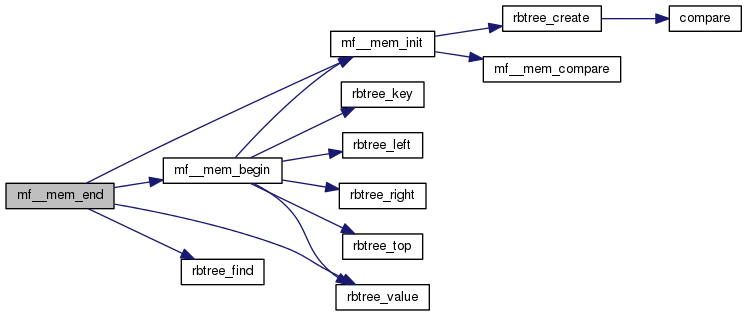 mf__mem_end
mf__mem_begin
rbtree_find
mf__mem_init
rbtree_key
rbtree_left
rbtree_right
rbtree_top
rbtree_value
rbtree_create
mf__mem_compare
compare